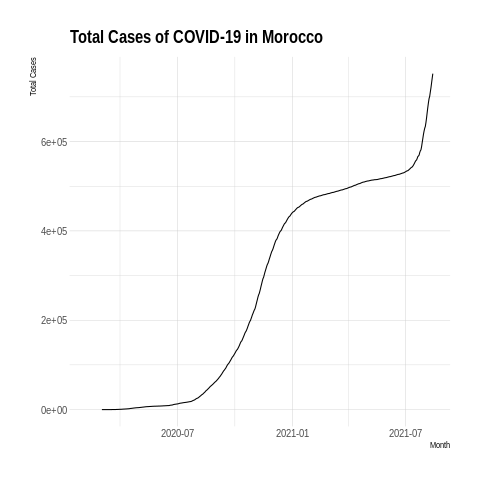 Total Cases of COVID-19 in Morocco
Total Cases
6e+05
4e+05
2e+05
0e+00
2020-07 2021-01 2021-07
Month